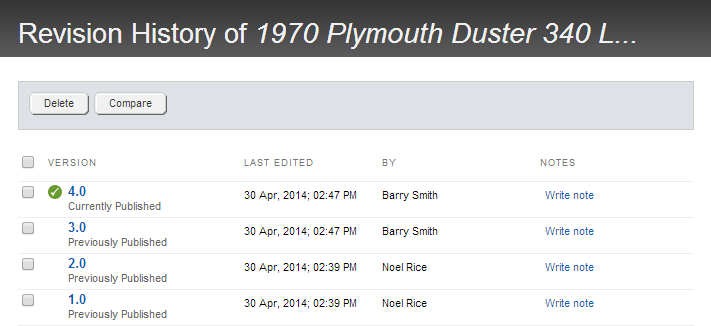 Revision History of 1970 Plymouth Duster 340 L...
Delete Compare
VERSION LAST EDITED BY NOTES
4.0 30 Apr, 2014; 02:47 PM Barry Smith Write note
Currently Published
3.0 30 Apr, 2014; 02:47 PM Barry Smith Write note
Previously Published
2.0 30 Apr, 2014; 02:39 PM Noel Rice Write note
Previously Published
1.0 30 Apr, 2014; 02:39 PM Noel Rice Write note
Previously Published